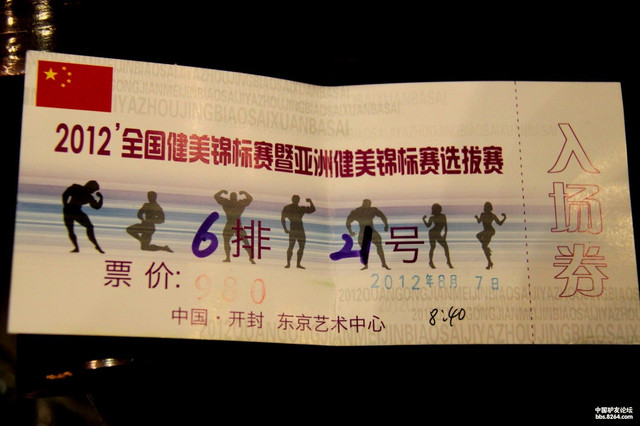 2012'全国健美锦标赛暨亚洲健美锦标赛选拔赛
6排 21号
票价: 980
2012年8月7日
中国·开封 东京艺术中心 8:40
入场券
中国驴友论坛
bbs.8264.com